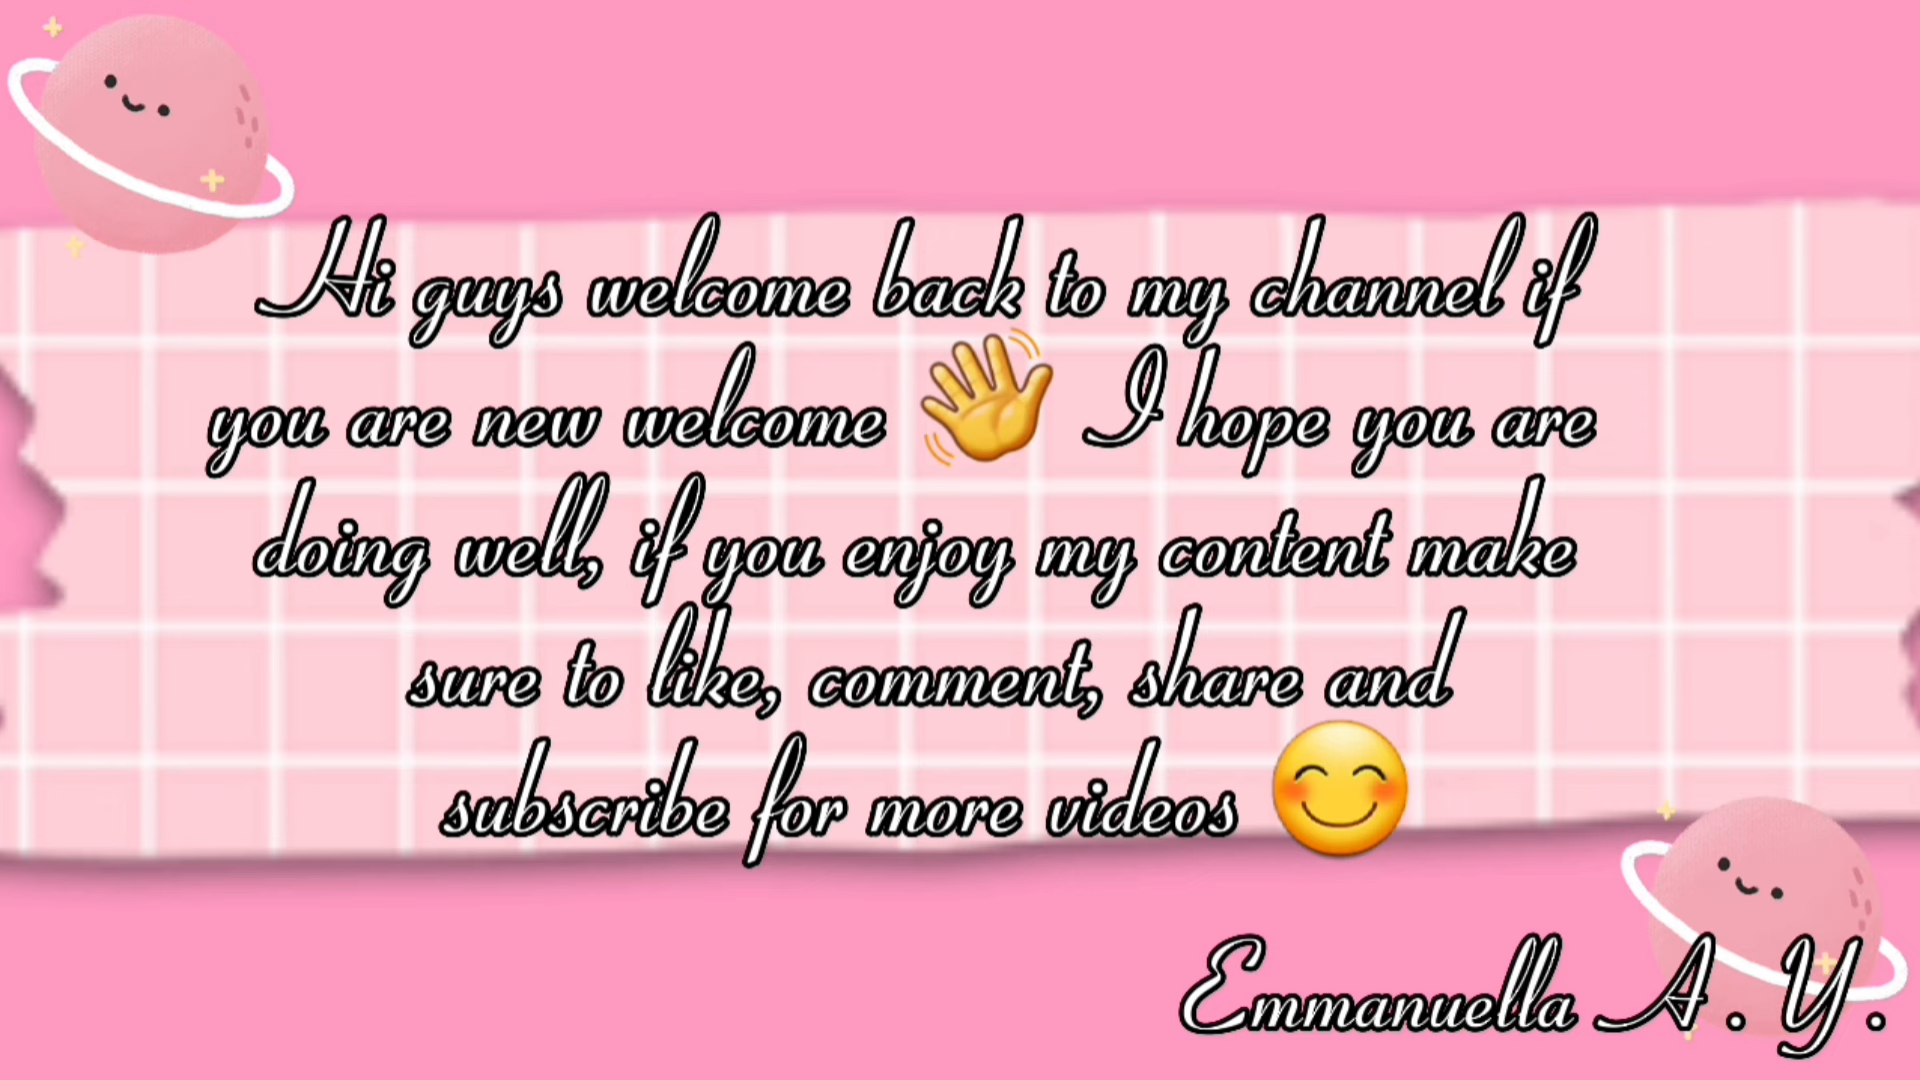 Hi guys welcome back to my channel if
you are new welcome 👋 I hope you are
doing well, if you enjoy my content make
sure to like, comment, share and
subscribe for more videos 😊
Emmanuella A. Y.